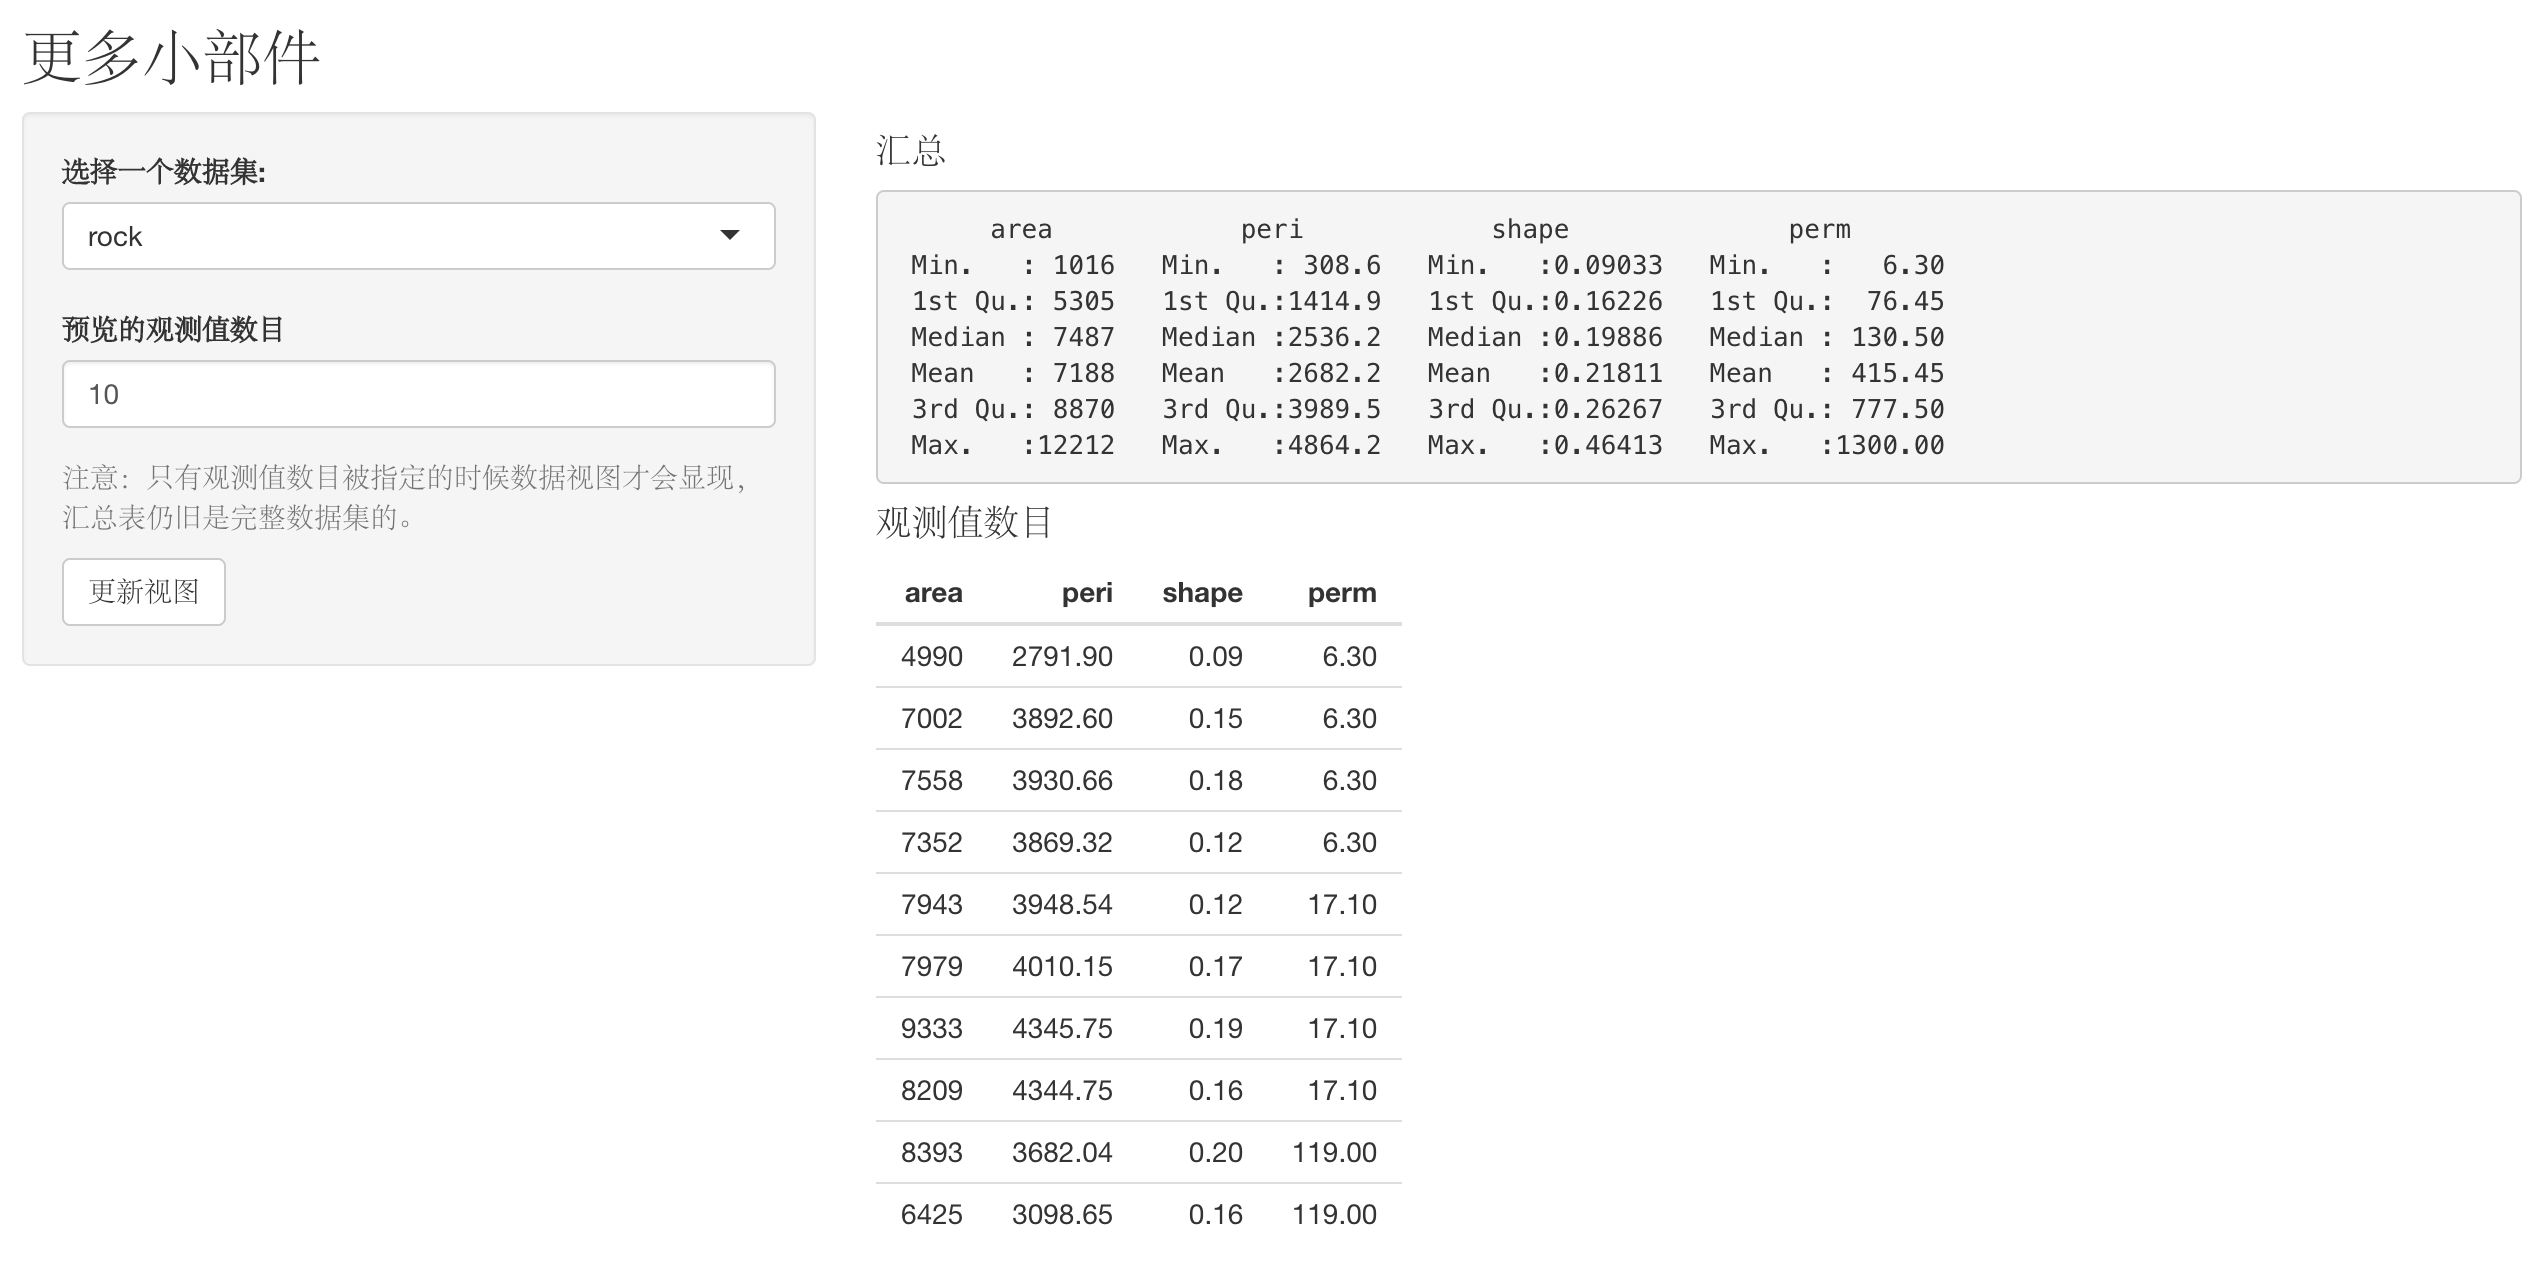 更多小部件
选择一个数据集:
rock
预览的观测值数目
10
注意：只有观测值数目被指定的时候数据视图才会显现，
汇总表仍旧是完整数据集的。
更新视图
汇总
area peri shape perm
Min. : 1016 Min. : 308.6 Min. :0.09033 Min. : 6.30
1st Qu.: 5305 1st Qu.:1414.9 1st Qu.:0.16226 1st Qu.: 76.45
Median : 7487 Median :2536.2 Median :0.19886 Median : 130.50
Mean : 7188 Mean :2682.2 Mean :0.21811 Mean : 415.45
3rd Qu.: 8870 3rd Qu.:3989.5 3rd Qu.:0.26267 3rd Qu.: 777.50
Max. :12212 Max. :4864.2 Max. :0.46413 Max. :1300.00
观测值数目
area peri shape perm
4990 2791.90 0.09 6.30
7002 3892.60 0.15 6.30
7558 3930.66 0.18 6.30
7352 3869.32 0.12 6.30
7943 3948.54 0.12 17.10
7979 4010.15 0.17 17.10
9333 4345.75 0.19 17.10
8209 4344.75 0.16 17.10
8393 3682.04 0.20 119.00
6425 3098.65 0.16 119.00